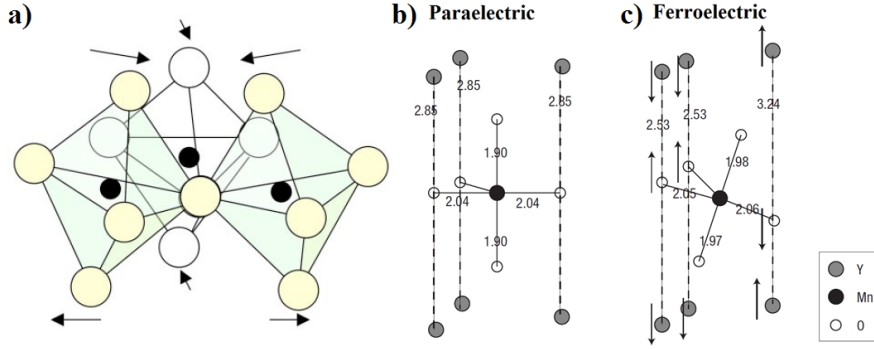 a)
b) Paraelectric
c) Ferroelectric
2.85
2.85
2.85
1.90
2.04
2.04
1.90
2.53
2.53
3.24
1.98
2.05
2.06
1.97
Y
Mn
O